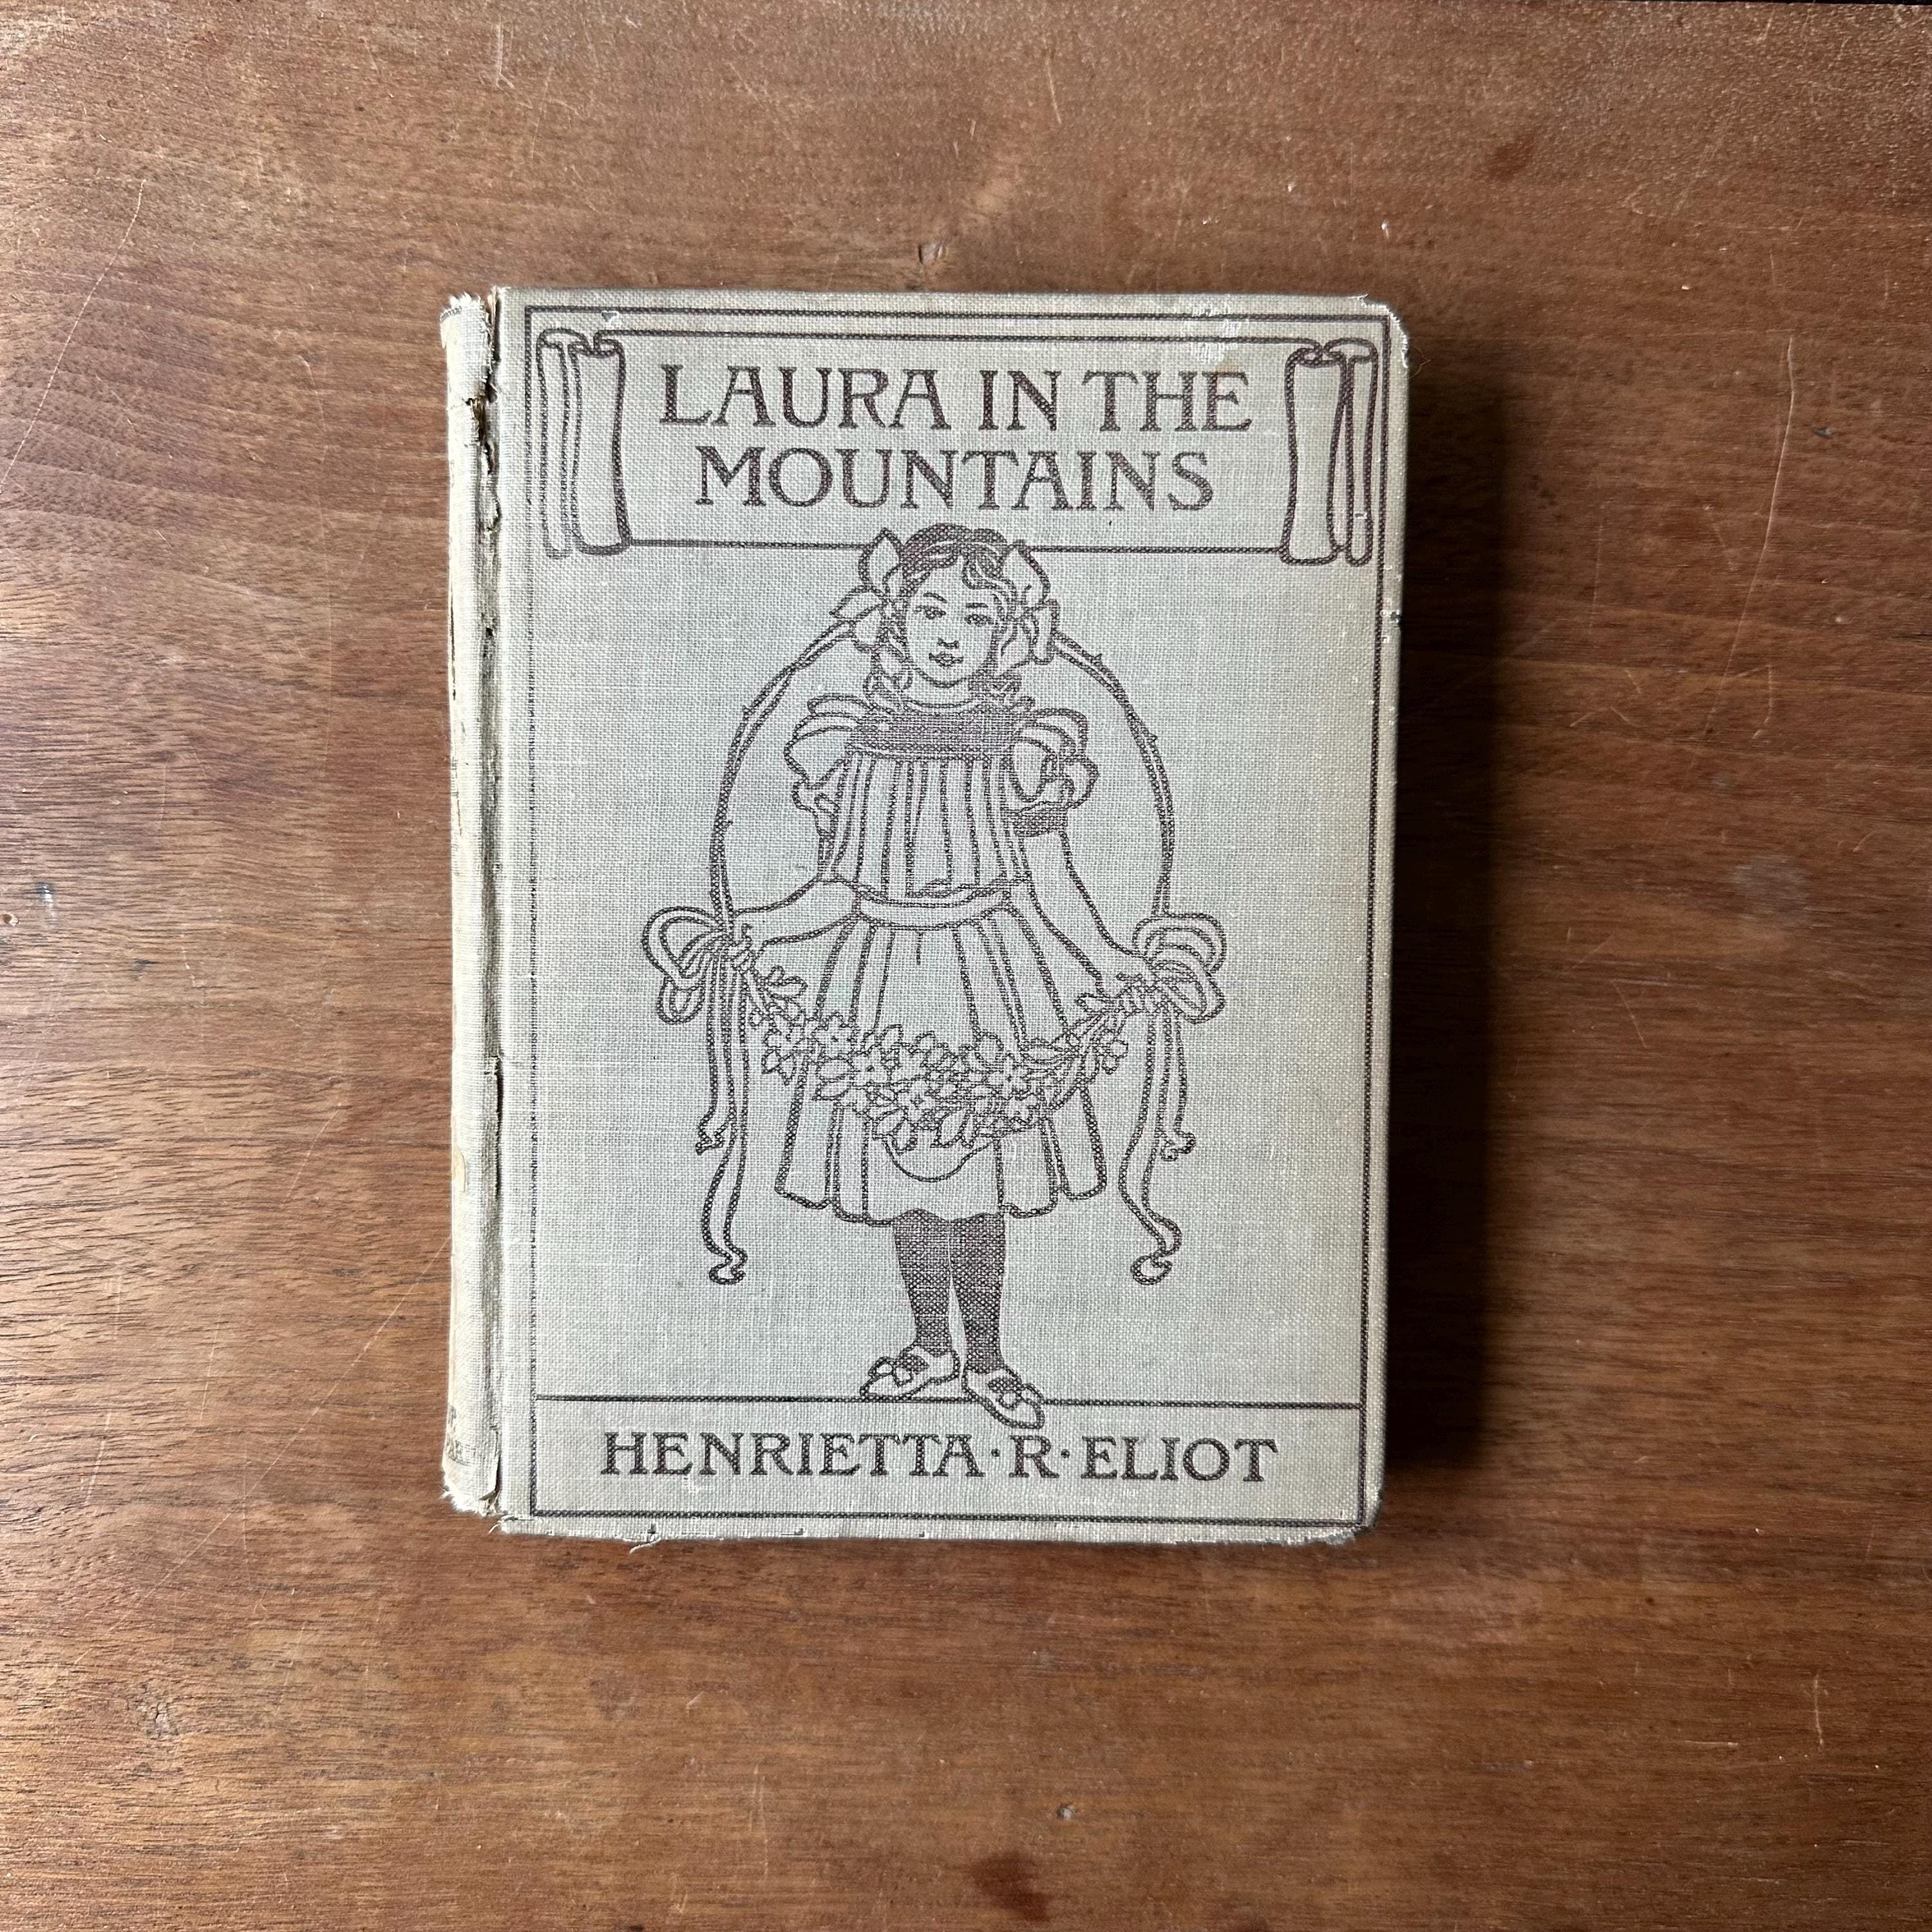 LAURA IN THE
MOUNTAINS
HENRIETTA·R·ELIOT